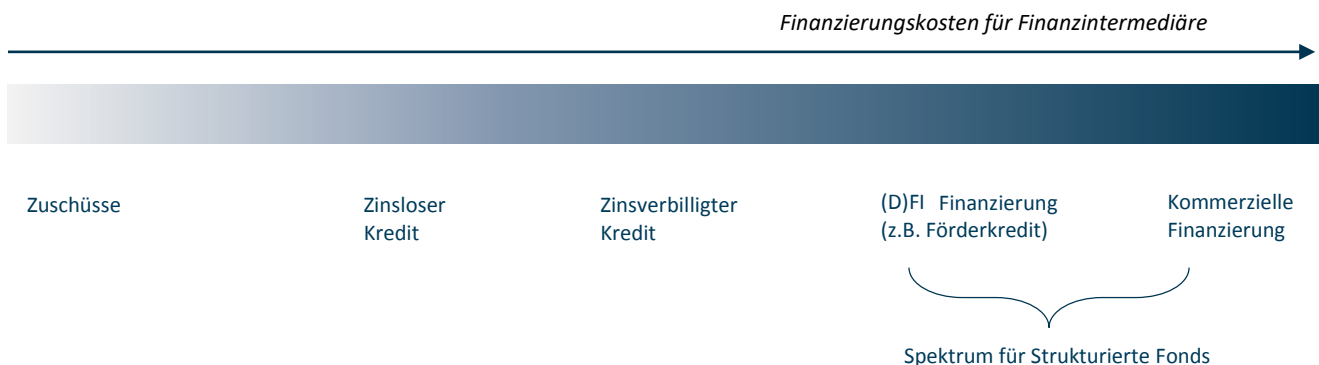 Finanzierungskosten für Finanzintermediäre
Zuschüsse
Zinsloser
Kredit
Zinsverbilligter
Kredit
(D)FI Finanzierung
(z.B. Förderkredit)
Kommerzielle
Finanzierung
Spektrum für Strukturierte Fonds